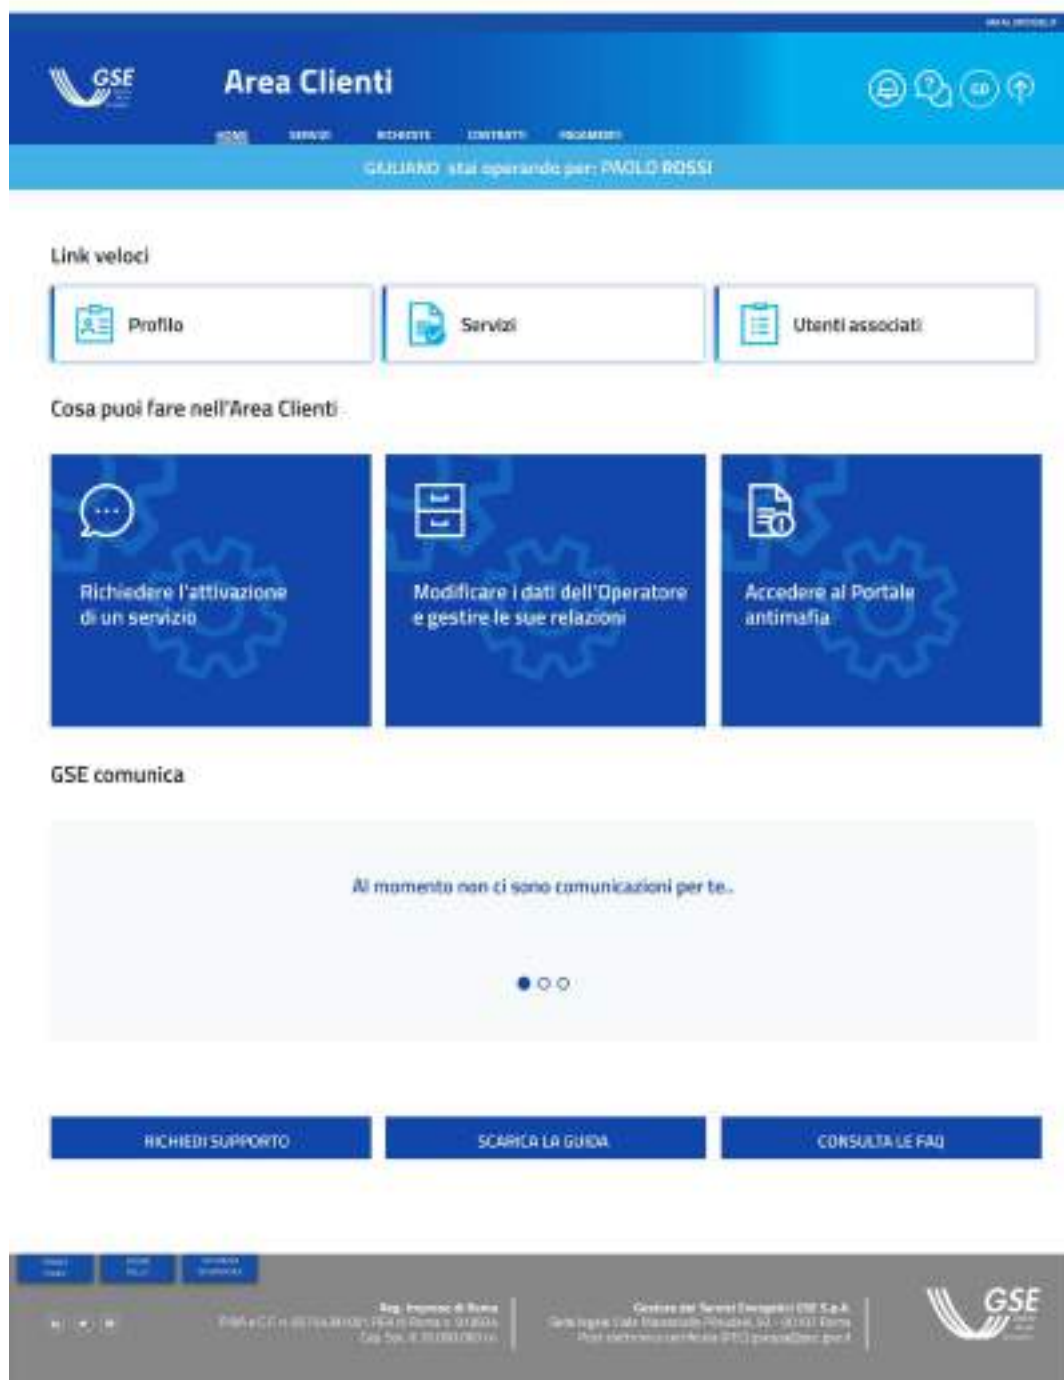 GSE
Area Clienti
HOME SERVIZI RICHIESTE CONTRATTI PAGAMENTI
GIULIANO stai operando per: PAOLO ROSSI
Link veloci
Profilo
Servizi
Utenti associati
Cosa puoi fare nell'Area Clienti
Richiedere l'attivazione
di un servizio
Modificare i dati dell'Operatore
e gestire le sue relazioni
Accedere al Portale
antimafia
GSE comunica
Al momento non ci sono comunicazioni per te..
RICHIEDI SUPPORTO
SCARICA LA GUIDA
CONSULTA LE FAQ
Reg. Imprese di Roma
Gestore dei Servizi Energetici GSE S.p.A.
GSE